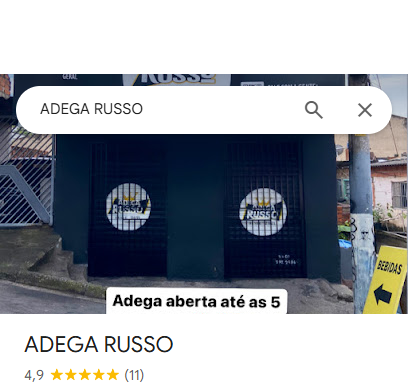 GERAL
RUSSO
ADEGA RUSSO
ADEGA
RUSSO
ADEGA
RUSSO
BEBIDAS
Adega aberta até as 5
ADEGA RUSSO
4,9 (11)